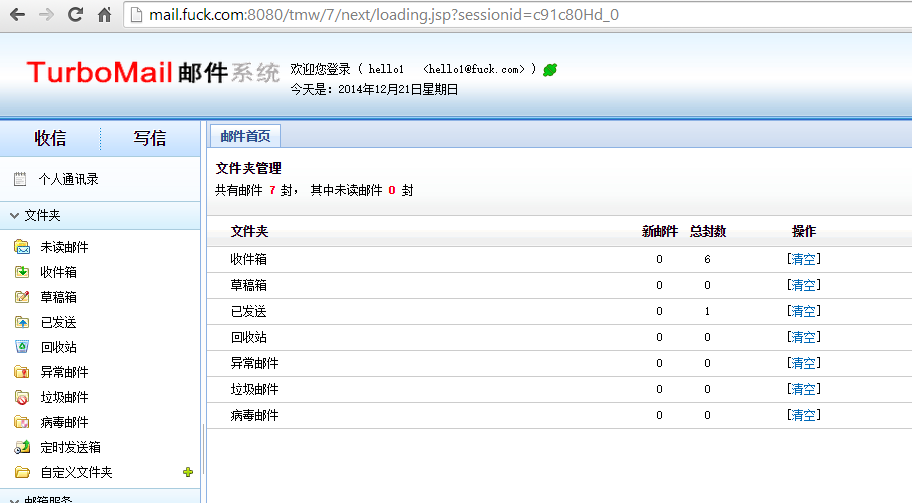 mail.fuck.com:8080/tmw/7/next/loading.jsp?sessionid=c91c80Hd_0
TurboMail 邮件系统
欢迎您登录 ( hello1 <hello1@fuck.com> )
今天是：2014年12月21日星期日
收信 写信
个人通讯录
文件夹
未读邮件
收件箱
草稿箱
已发送
回收站
异常邮件
垃圾邮件
病毒邮件
定时发送箱
自定义文件夹
邮箱服务
邮件首页
文件夹管理
共有邮件 7 封， 其中未读邮件 0 封
文件夹 新邮件 总封数 操作
收件箱 0 6 [清空]
草稿箱 0 0 [清空]
已发送 0 1 [清空]
回收站 0 0 [清空]
异常邮件 0 0 [清空]
垃圾邮件 0 0 [清空]
病毒邮件 0 0 [清空]